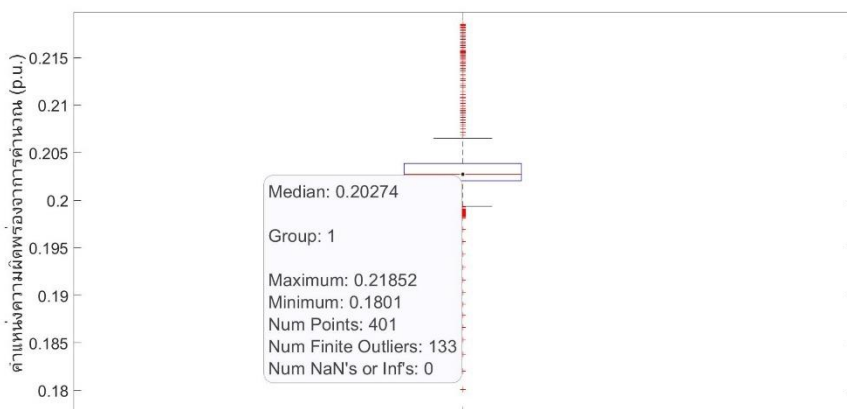 ค่าแหน่งความผิดพร่องจากการคำนวณ (p.u.)
0.215
0.21
0.205
0.2
0.195
0.19
0.185
0.18
Median: 0.20274
Group: 1
Maximum: 0.21852
Minimum: 0.1801
Num Points: 401
Num Finite Outliers: 133
Num NaN's or Inf's: 0